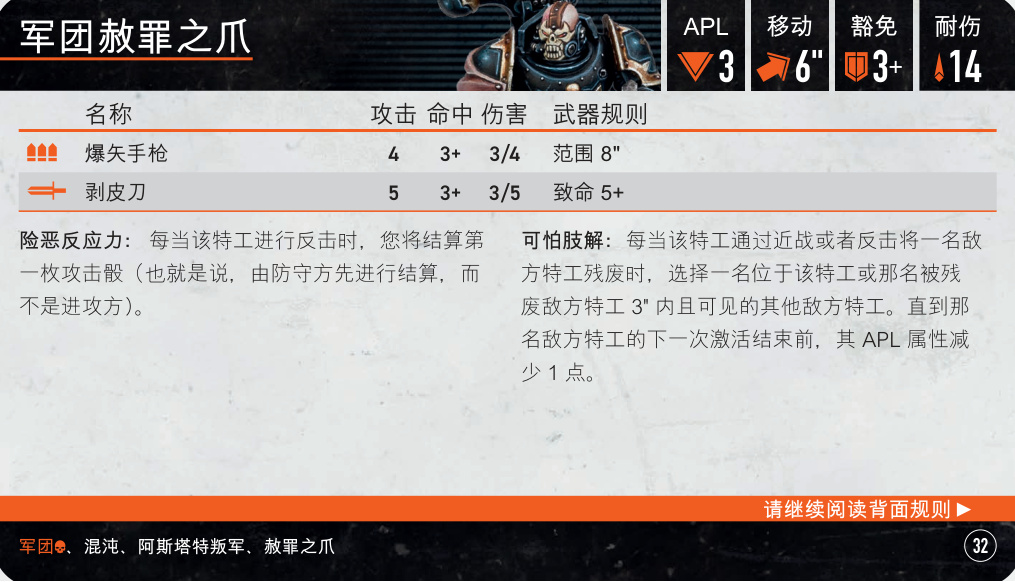 军团赦罪之爪
APL 移动 豁免 耐伤
3 6" 3+ 14
名称 攻击 命中 伤害 武器规则
爆矢手枪 4 3+ 3/4 范围 8"
剥皮刀 5 3+ 3/5 致命 5+
险恶反应力： 每当该特工进行反击时，您将结算第
一枚攻击骰（也就是说，由防守方先进行结算，而
不是进攻方）。
可怕肢解： 每当该特工通过近战或者反击将一名敌
方特工残废时，选择一名位于该特工或那名被残
废敌方特工 3" 内且可见的其他敌方特工。直到那
名敌方特工的下一次激活结束前，其 APL 属性减
少 1 点。
请继续阅读背面规则
军团、混沌、阿斯塔特叛军、赦罪之爪
32